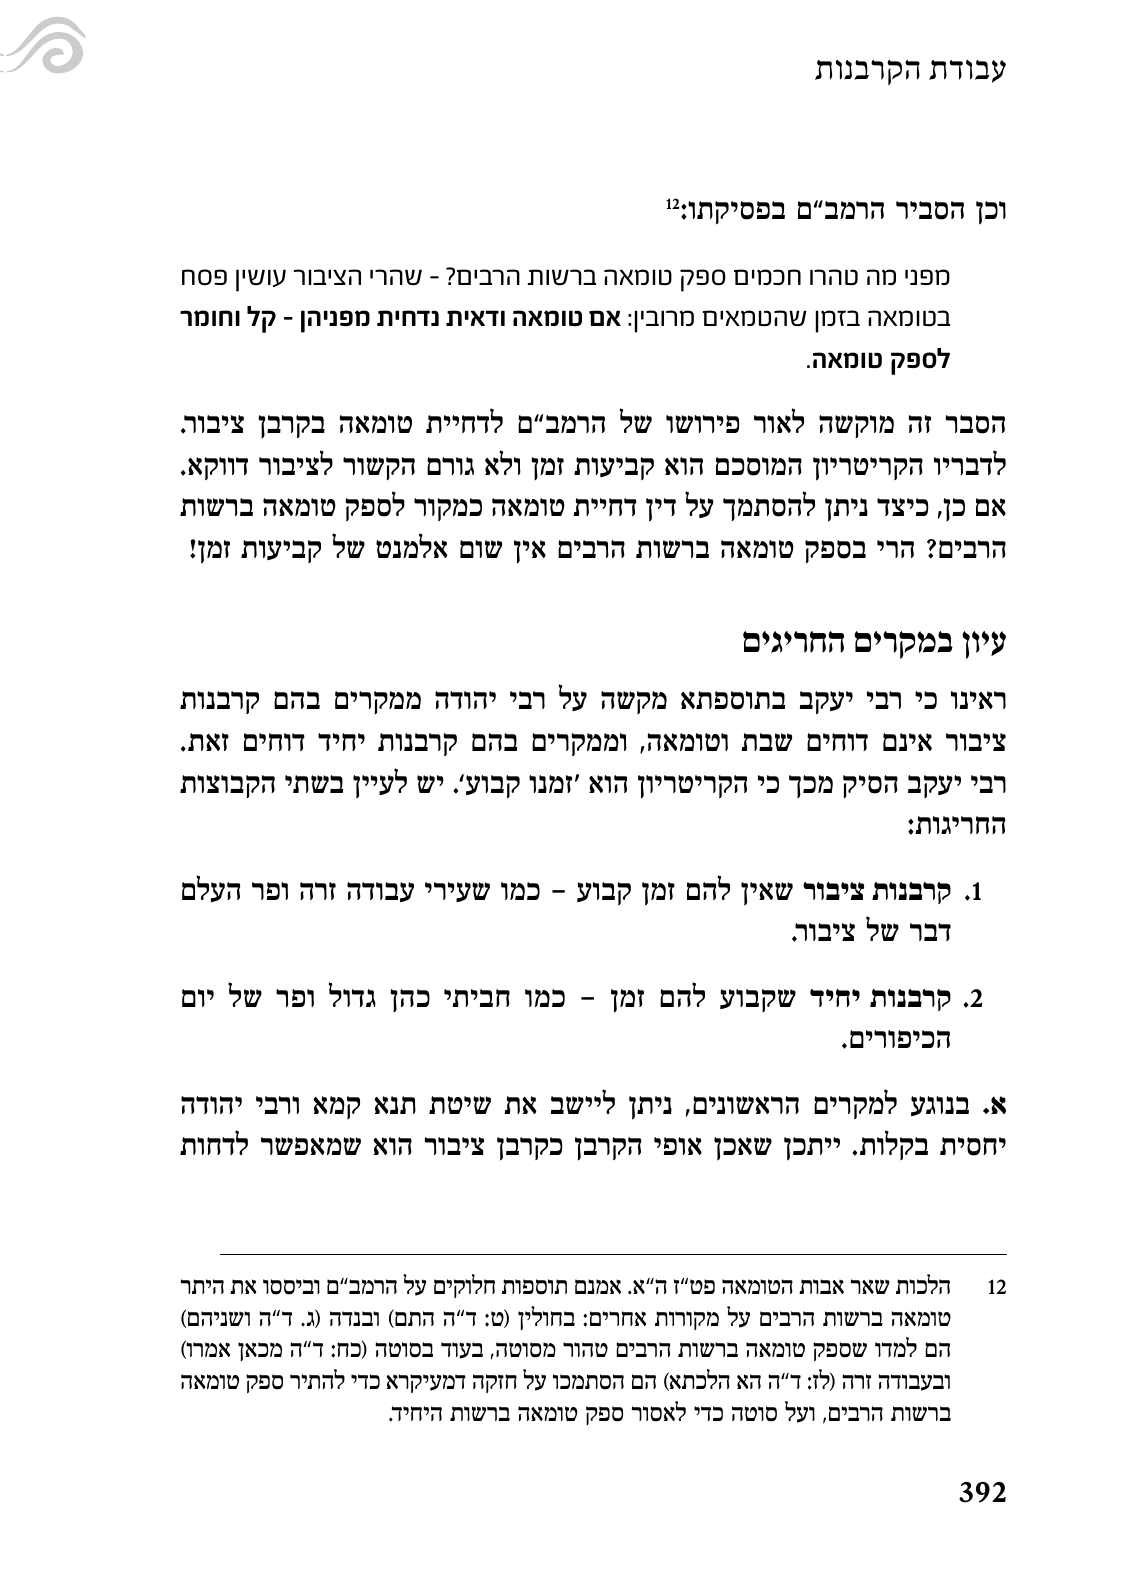 עבודת הקרבנות
וכן הסביר הרמב“ם בפסיקתו:12
מפני מה טהרו חכמים ספק טומאה ברשות הרבים? - שהרי הציבור עושין פסח
בטומאה בזמן שהטמאים מרובין: אם טומאה ודאית נדחית מפניהן - קל וחומר
לספק טומאה.
הסבר זה מוקשה לאור פירושו של הרמב“ם לדחיית טומאה בקרבן ציבור.
לדבריו הקריטריון המוסכם הוא קביעות זמן ולא גורם הקשור לציבור דווקא.
אם כן, כיצד ניתן להסתמך על דין דחיית טומאה כמקור לספק טומאה ברשות
הרבים? הרי בספק טומאה ברשות הרבים אין שום אלמנט של קביעות זמן!
עיון במקרים החריגים
ראינו כי רבי יעקב בתוספתא מקשה על רבי יהודה ממקרים בהם קרבנות
ציבור אינם דוחים שבת וטומאה, וממקרים בהם קרבנות יחיד דוחים זאת.
רבי יעקב הסיק מכך כי הקריטריון הוא ’זמנו קבוע‘. יש לעיין בשתי הקבוצות
החריגות:
1. קרבנות ציבור שאין להם זמן קבוע – כמו שעירי עבודה זרה ופר העלם
דבר של ציבור.
2. קרבנות יחיד שקבוע להם זמן – כמו חביתי כהן גדול ופר של יום
הכיפורים.
א. בנוגע למקרים הראשונים, ניתן ליישב את שיטת תנא קמא ורבי יהודה
יחסית בקלות. ייתכן שאכן אופי הקרבן כקרבן ציבור הוא שמאפשר לדחות
12 הלכות שאר אבות הטומאה פט“ז ה“א. אמנם תוספות חלוקים על הרמב“ם וביססו את היתר
טומאה ברשות הרבים על מקורות אחרים: בחולין (ט: ד“ה התם) ובנדה (ג. ד“ה ושניהם)
הם למדו שספק טומאה ברשות הרבים טהור מסוטה, בעוד בסוטה (כח: ד“ה מכאן אמרו)
ובעבודה זרה (לז: ד“ה הא הלכתא) הם הסתמכו על חזקה דמעיקרא כדי להתיר ספק טומאה
ברשות הרבים, ועל סוטה כדי לאסור ספק טומאה ברשות היחיד.
392